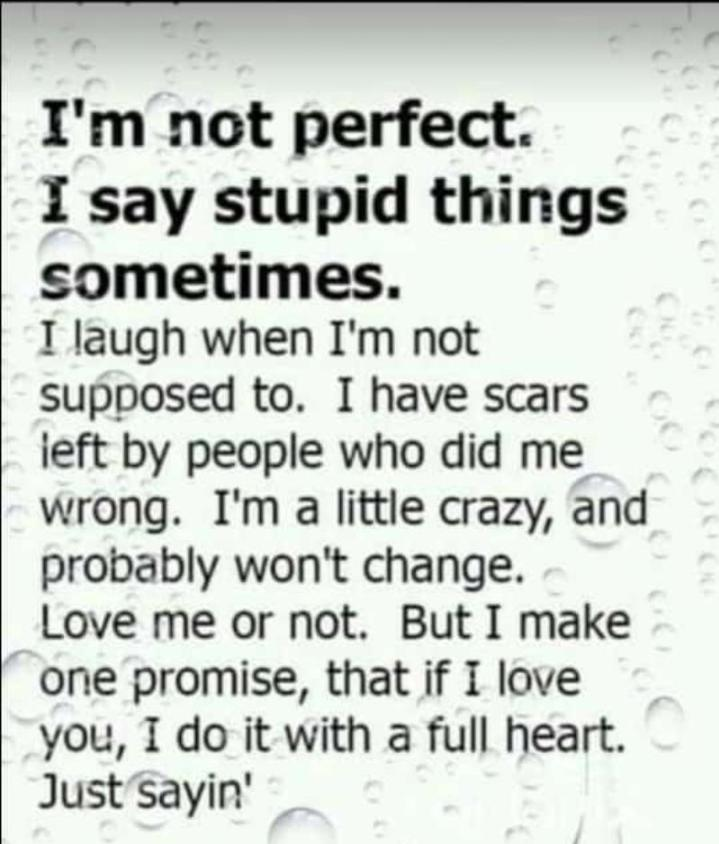 I'm not perfect.
I say stupid things
sometimes.
I laugh when I'm not
supposed to. I have scars
left by people who did me
wrong. I'm a little crazy, and
probably won't change.
Love me or not. But I make
one promise, that if I love
you, I do it with a full heart.
Just sayin'